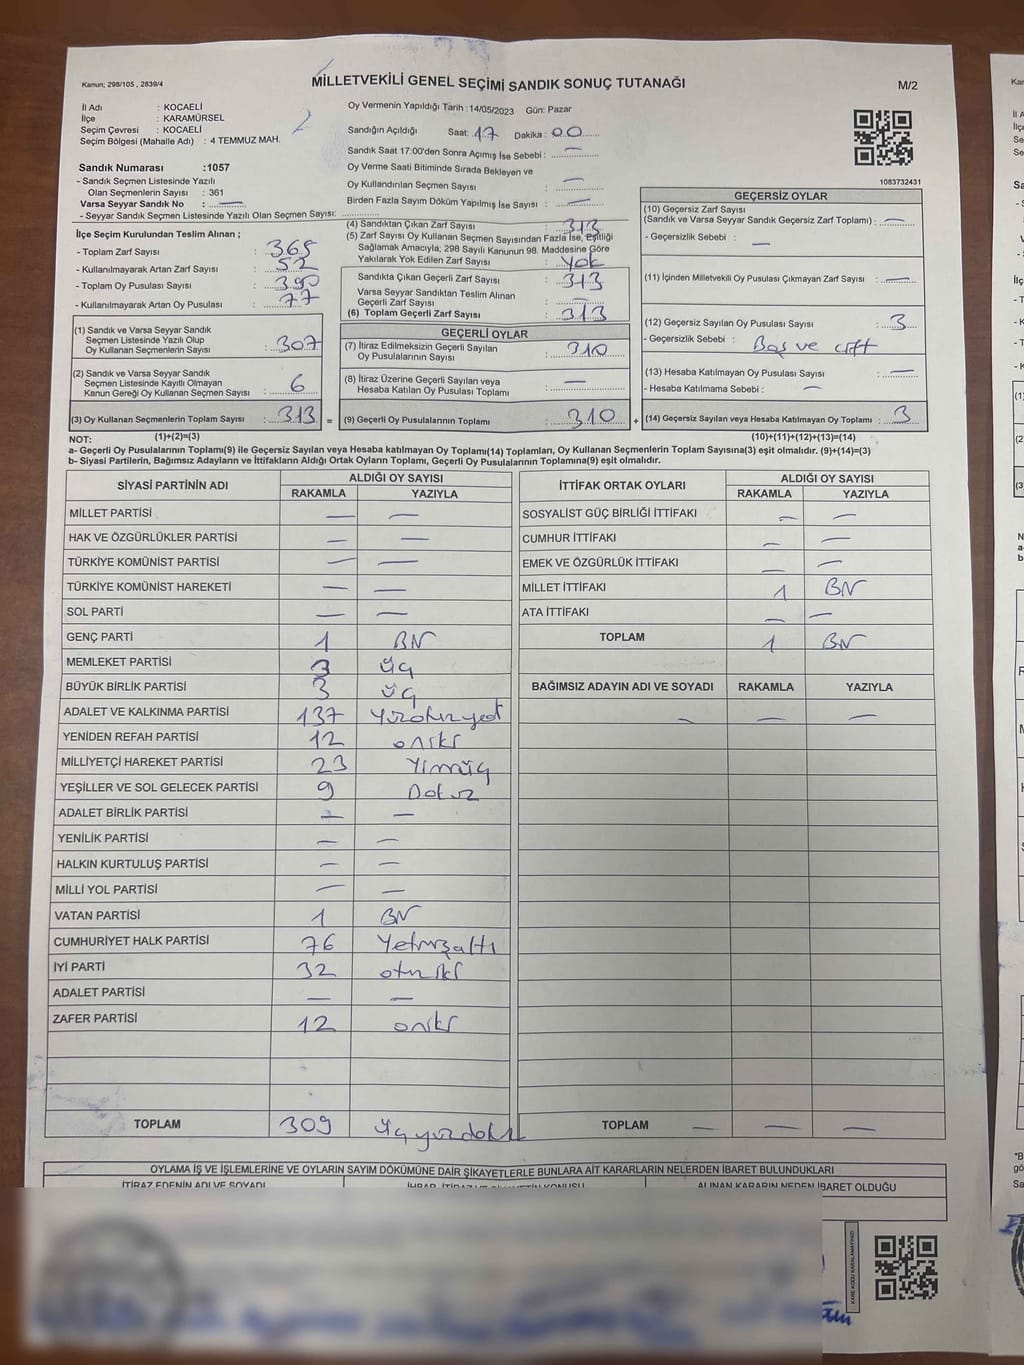 MİLLETVEKİLİ GENEL SEÇİMİ SANDIK SONUÇ TUTANAĞI
Kanun: 298/105 , 2839/4
M/2
İl Adı : KOCAELİ
İlçe : KARAMÜRSEL
Seçim Çevresi : KOCAELİ
Seçim Bölgesi (Mahalle Adı) : 4 TEMMUZ MAH.
Sandık Numarası :1057
- Sandık Seçmen Listesinde Yazılı
Olan Seçmenlerin Sayısı : 361
Varsa Seyyar Sandık No : —
- Seyyar Sandık Seçmen Listesinde Yazılı Olan Seçmen Sayısı:
İlçe Seçim Kurulundan Teslim Alınan ;
- Toplam Zarf Sayısı : 365
- Kullanılmayarak Artan Zarf Sayısı : 52
- Toplam Oy Pusulası Sayısı : 390
- Kullanılmayarak Artan Oy Pusulası : 77
(1) Sandık ve Varsa Seyyar Sandık
Seçmen Listesinde Yazılı Olup
Oy Kullanan Seçmenlerin Sayısı : 307
(2) Sandık ve Varsa Seyyar Sandık
Seçmen Listesinde Kayıtlı Olmayan
Kanun Gereği Oy Kullanan Seçmen Sayısı : 6
(3) Oy Kullanan Seçmenlerin Toplam Sayısı : 313 =
Oy Vermenin Yapıldığı Tarih :14/05/2023 Gün: Pazar
Sandığın Açıldığı Saat: 17 Dakika : 00
Sandık Saat 17:00'den Sonra Açımış İse Sebebi : —
Oy Verme Saati Bitiminde Sırada Bekleyen ve
Oy Kullandırılan Seçmen Sayısı : —
Birden Fazla Sayım Döküm Yapılmış İse Sayısı : —
(4) Sandıktan Çıkan Zarf Sayısı : 313
(5) Zarf Sayısı Oy Kullanan Seçmen Sayısından Fazla İse, Eşitliği
Sağlamak Amacıyla; 298 Sayılı Kanunun 98. Maddesine Göre
Yakılarak Yok Edilen Zarf Sayısı : Yok
Sandıkta Çıkan Geçerli Zarf Sayısı : 313
Varsa Seyyar Sandıktan Teslim Alınan
Geçerli Zarf Sayısı : —
(6) Toplam Geçerli Zarf Sayısı : 313
GEÇERLİ OYLAR
(7) İtiraz Edilmeksizin Geçerli Sayılan
Oy Pusulalarının Sayısı : 310
(8) İtiraz Üzerine Geçerli Sayılan veya
Hesaba Katılan Oy Pusulası Toplamı : —
(9) Geçerli Oy Pusulalarının Toplamı : 310 +
1083732431
GEÇERSİZ OYLAR
(10) Geçersiz Zarf Sayısı
(Sandık ve Varsa Seyyar Sandık Geçersiz Zarf Toplamı) : —
- Geçersizlik Sebebi : —
(11) İçinden Milletvekili Oy Pusulası Çıkmayan Zarf Sayısı : —
(12) Geçersiz Sayılan Oy Pusulası Sayısı : 3
- Geçersizlik Sebebi : Boş ve çift
(13) Hesaba Katılmayan Oy Pusulası Sayısı : —
- Hesaba Katılmama Sebebi : —
(14) Geçersiz Sayılan veya Hesaba Katılmayan Oy Toplamı : 3
NOT: (1)+(2)=(3) (10)+(11)+(12)+(13)=(14)
a- Geçerli Oy Pusulalarının Toplamı(9) ile Geçersiz Sayılan veya Hesaba katılmayan Oy Toplamı(14) Toplamları, Oy Kullanan Seçmenlerin Toplam Sayısına(3) eşit olmalıdır. (9)+(14)=(3)
b- Siyasi Partilerin, Bağımsız Adayların ve İttifakların Aldığı Ortak Oyların Toplamı, Geçerli Oy Pusulalarının Toplamına(9) eşit olmalıdır.
SİYASİ PARTİNİN ADI ALDIĞI OY SAYISI
RAKAMLA YAZIYLA
MİLLET PARTİSİ — —
HAK VE ÖZGÜRLÜKLER PARTİSİ — —
TÜRKİYE KOMÜNİST PARTİSİ — —
TÜRKİYE KOMÜNİST HAREKETİ — —
SOL PARTİ — —
GENÇ PARTİ 1 BİR
MEMLEKET PARTİSİ 3 üç
BÜYÜK BİRLİK PARTİSİ 3 üç
ADALET VE KALKINMA PARTİSİ 137 yüzotuzyedi
YENİDEN REFAH PARTİSİ 12 oniki
MİLLİYETÇİ HAREKET PARTİSİ 23 Yirmiüç
YEŞİLLER VE SOL GELECEK PARTİSİ 9 Dokuz
ADALET BİRLİK PARTİSİ — —
YENİLİK PARTİSİ — —
HALKIN KURTULUŞ PARTİSİ — —
MİLLİ YOL PARTİSİ — —
VATAN PARTİSİ 1 BİR
CUMHURİYET HALK PARTİSİ 76 Yetmişaltı
İYİ PARTİ 32 otuziki
ADALET PARTİSİ — —
ZAFER PARTİSİ 12 oniki
TOPLAM 309 üçyüzdokuz
İTTİFAK ORTAK OYLARI ALDIĞI OY SAYISI
RAKAMLA YAZIYLA
SOSYALİST GÜÇ BİRLİĞİ İTTİFAKI — —
CUMHUR İTTİFAKI — —
EMEK VE ÖZGÜRLÜK İTTİFAKI — —
MİLLET İTTİFAKI 1 BİR
ATA İTTİFAKI — —
TOPLAM 1 BİR
BAĞIMSIZ ADAYIN ADI VE SOYADI RAKAMLA YAZIYLA
— — —
TOPLAM — — —
OYLAMA İŞ VE İŞLEMLERİNE VE OYLARIN SAYIM DÖKÜMÜNE DAİR ŞİKAYETLERLE BUNLARA AİT KARARLARIN NELERDEN İBARET BULUNDUKLARI
İTİRAZ EDENİN ADI VE SOYADI
ALINAN KARARIN NEDEN İBARET OLDUĞU
KARE KODU KARALAMAYINIZ!